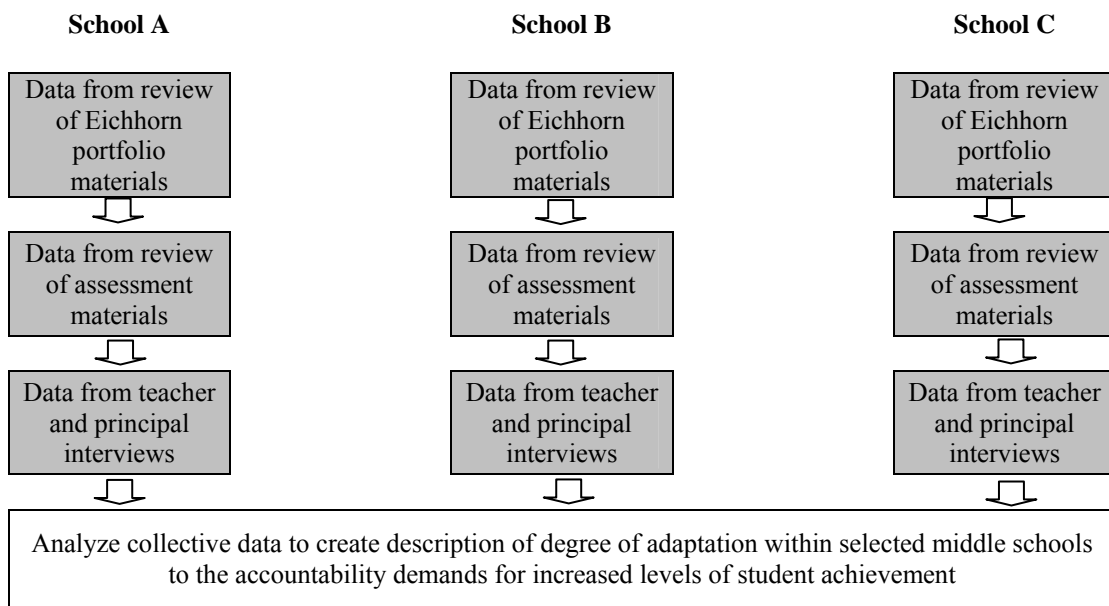 School A
School B
School C
Data from review
of Eichhorn
portfolio
materials
Data from review
of Eichhorn
portfolio
materials
Data from review
of Eichhorn
portfolio
materials
Data from review
of assessment
materials
Data from review
of assessment
materials
Data from review
of assessment
materials
Data from teacher
and principal
interviews
Data from teacher
and principal
interviews
Data from teacher
and principal
interviews
Analyze collective data to create description of degree of adaptation within selected middle schools
to the accountability demands for increased levels of student achievement